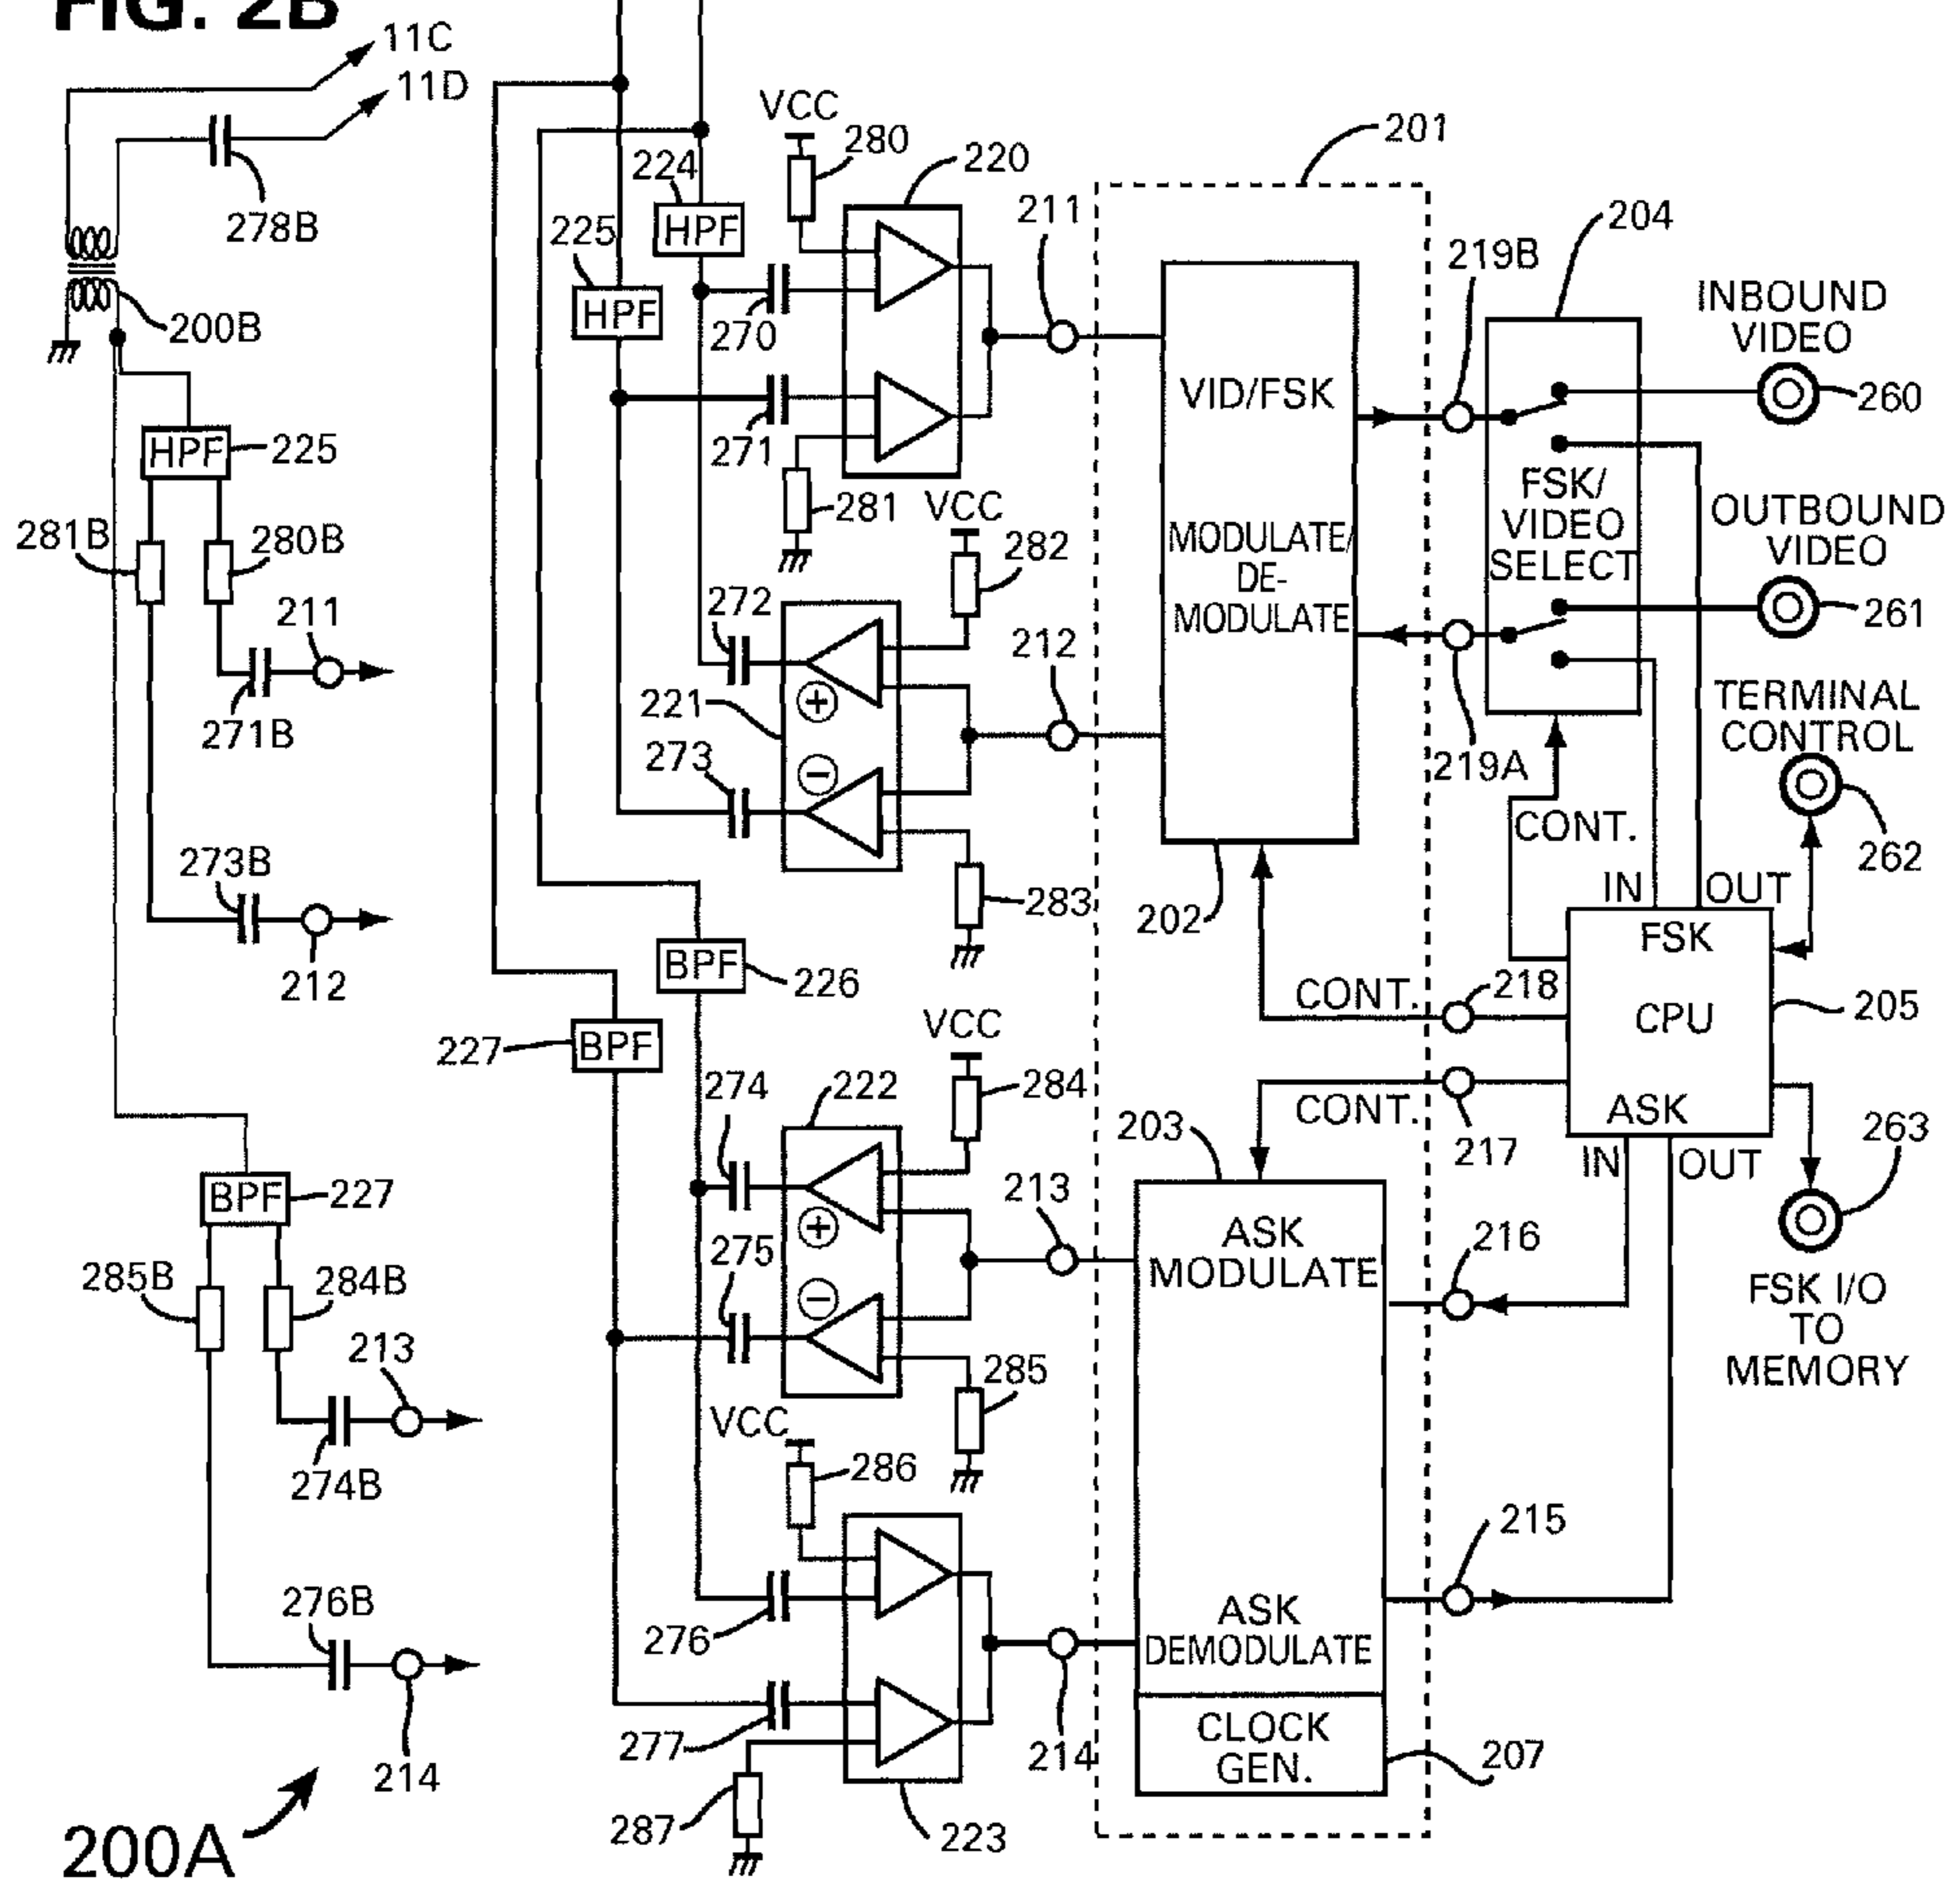 FIG. 2B
11C
11D
278B
200B
HPF
225
281B
280B
211
271B
273B
212
BPF
227
285B
284B
213
274B
276B
214
200A
VCC
280
220
224
HPF
225
HPF
270
271
281
211
VCC
282
272
221
+
−
273
212
283
BPF
226
227
BPF
VCC
284
274
222
+
−
275
213
285
VCC
286
276
277
287
223
214
201
VID/FSK
MODULATE/
DE-
MODULATE
202
219B
204
INBOUND
VIDEO
260
FSK/
VIDEO
SELECT
OUTBOUND
VIDEO
261
219A
TERMINAL
CONTROL
262
CONT.
IN
OUT
FSK
CPU
ASK
205
CONT.
218
CONT.
217
IN
OUT
263
FSK I/O
TO
MEMORY
203
ASK
MODULATE
216
215
ASK
DEMODULATE
CLOCK
GEN.
207